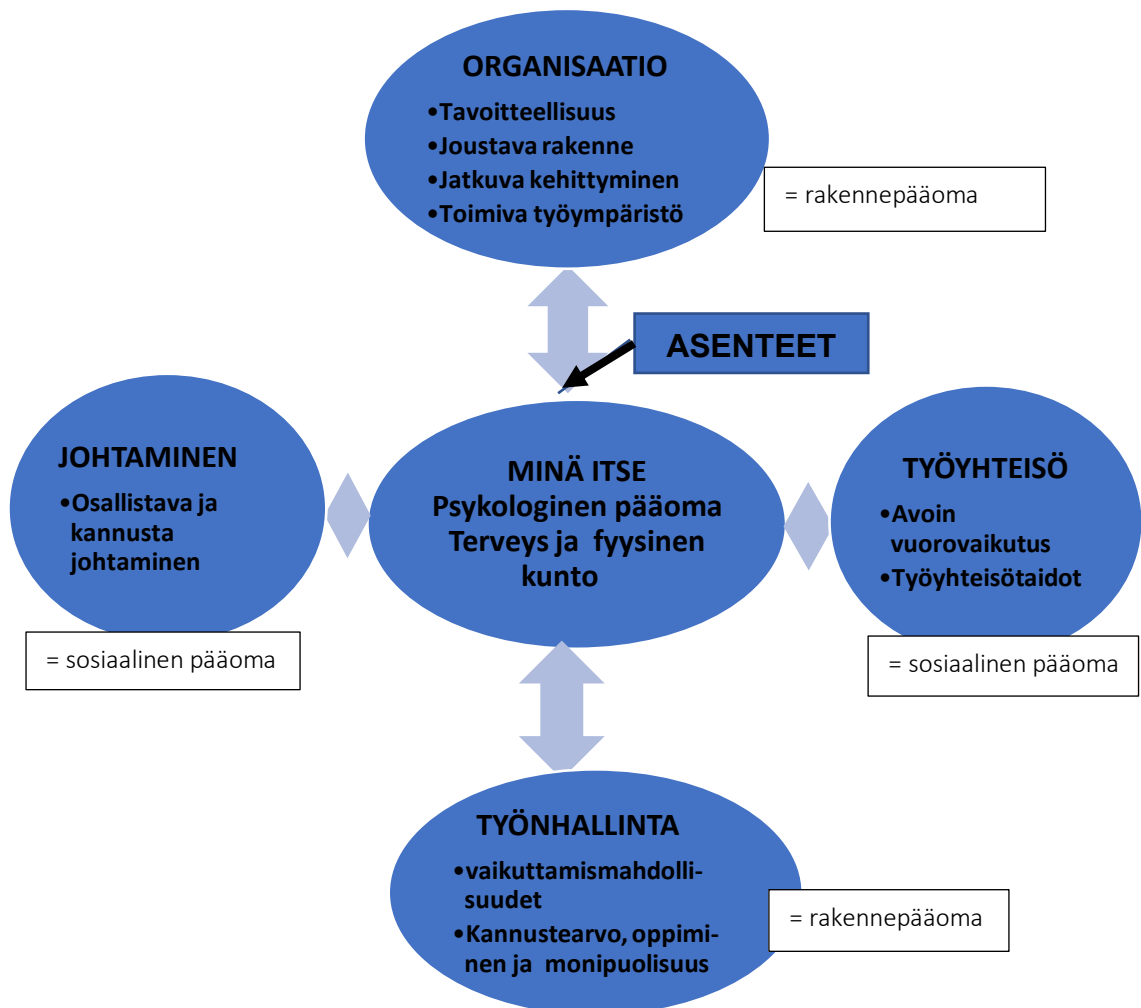 ORGANISAATIO
•Tavoitteellisuus
•Joustava rakenne
•Jatkuva kehittyminen
•Toimiva työympäristö
= rakennepääoma
ASENTEET
JOHTAMINEN
•Osallistava ja
kannusta
johtaminen
= sosiaalinen pääoma
MINÄ ITSE
Psykologinen pääoma
Terveys ja fyysinen
kunto
TYÖYHTEISÖ
•Avoin
vuorovaikutus
•Työyhteisötaidot
= sosiaalinen pääoma
TYÖNHALLINTA
•vaikuttamismahdolli-
suudet
•Kannustearvo, oppimi-
nen ja monipuolisuus
= rakennepääoma